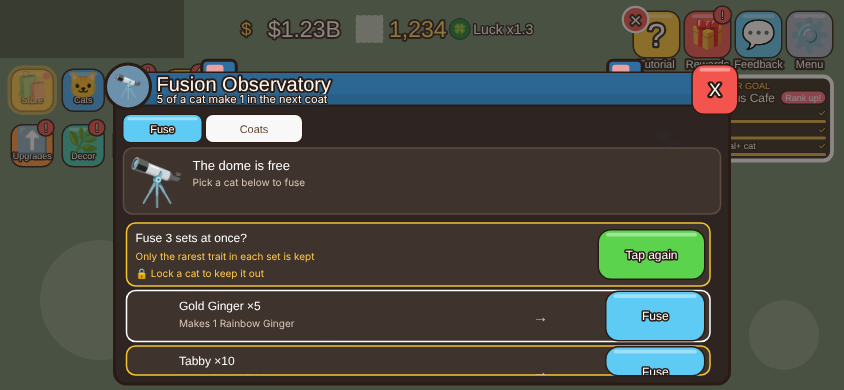 $ $1.23B 1,234 Luck x1.3
Tutorial Rewards Feedback Menu
Store Cats
Upgrades Decor
Fusion Observatory
5 of a cat make 1 in the next coat
X
GOAL
Cafe
Rank up!
cat
Fuse
Coats
The dome is free
Pick a cat below to fuse
Fuse 3 sets at once?
Only the rarest trait in each set is kept
🔒 Lock a cat to keep it out
Tap again
Gold Ginger ×5
Makes 1 Rainbow Ginger
→
Fuse
Tabby ×10
Fuse